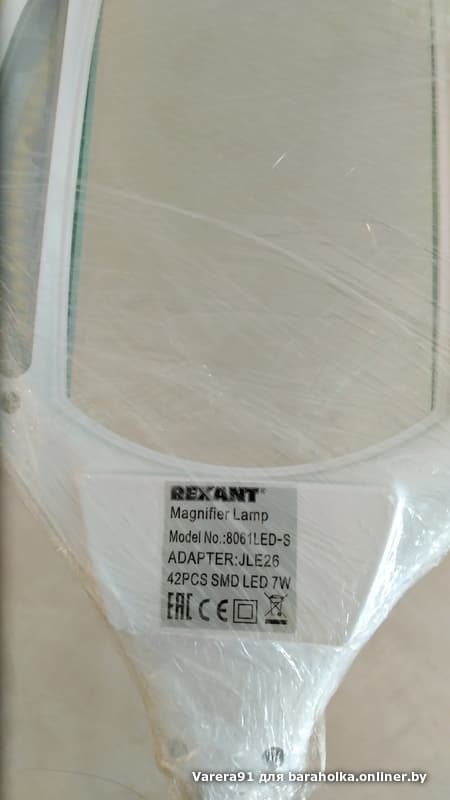 REXANT®
Magnifier Lamp
Model No.:8061LED-S
ADAPTER:JLE26
42PCS SMD LED 7W
EAC CE
Varera91 для baraholka.onliner.by